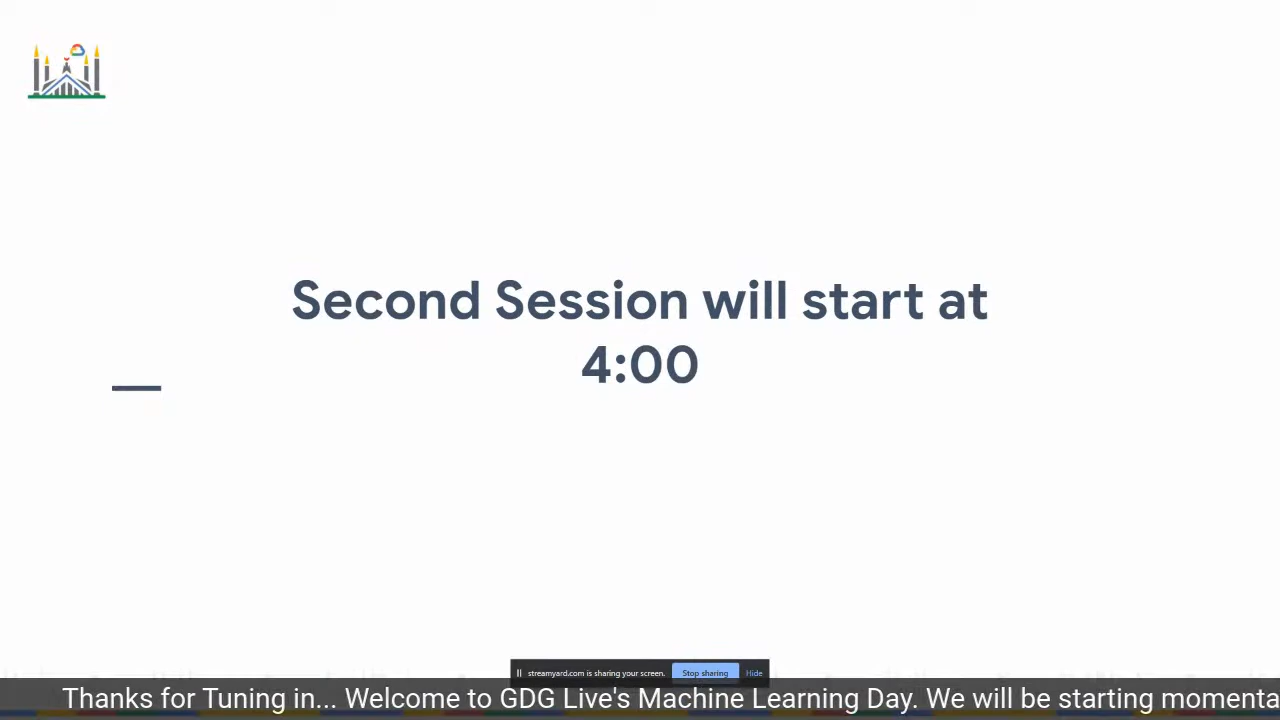 Second Session will start at
4:00
streamyard.com is sharing your screen. Stop sharing Hide
Thanks for Tuning in... Welcome to GDG Live's Machine Learning Day. We will be starting momenta